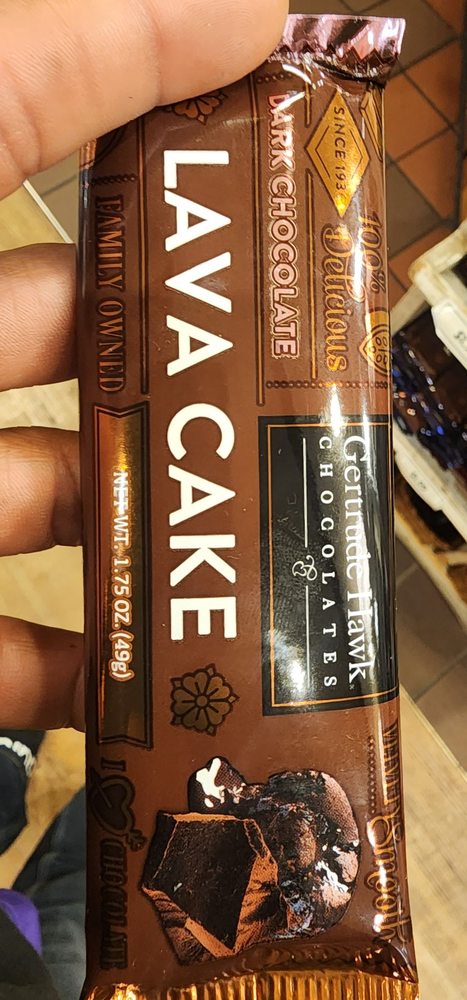 SINCE 193
100%
Delicious
DARK CHOCOLATE
Gertrude Hawk
CHOCOLATES
LAVA CAKE
FAMILY OWNED
NET WT. 1.75 OZ (49g)
I
CHOCOLATE